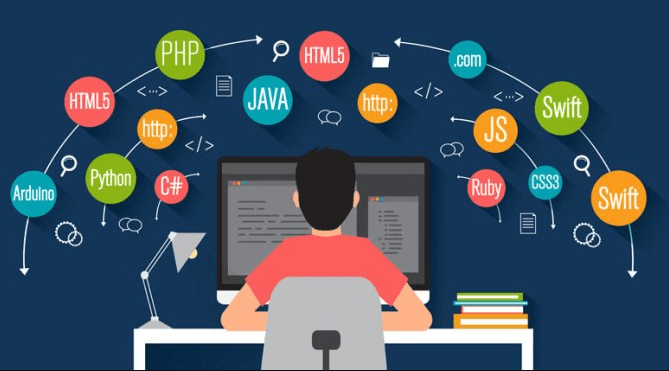 PHP
HTML5
.com
HTML5
JAVA
http:
Swift
http:
JS
Arduino
Python
C#
Ruby
CSS3
Swift
<...>
<...>
</>
</>